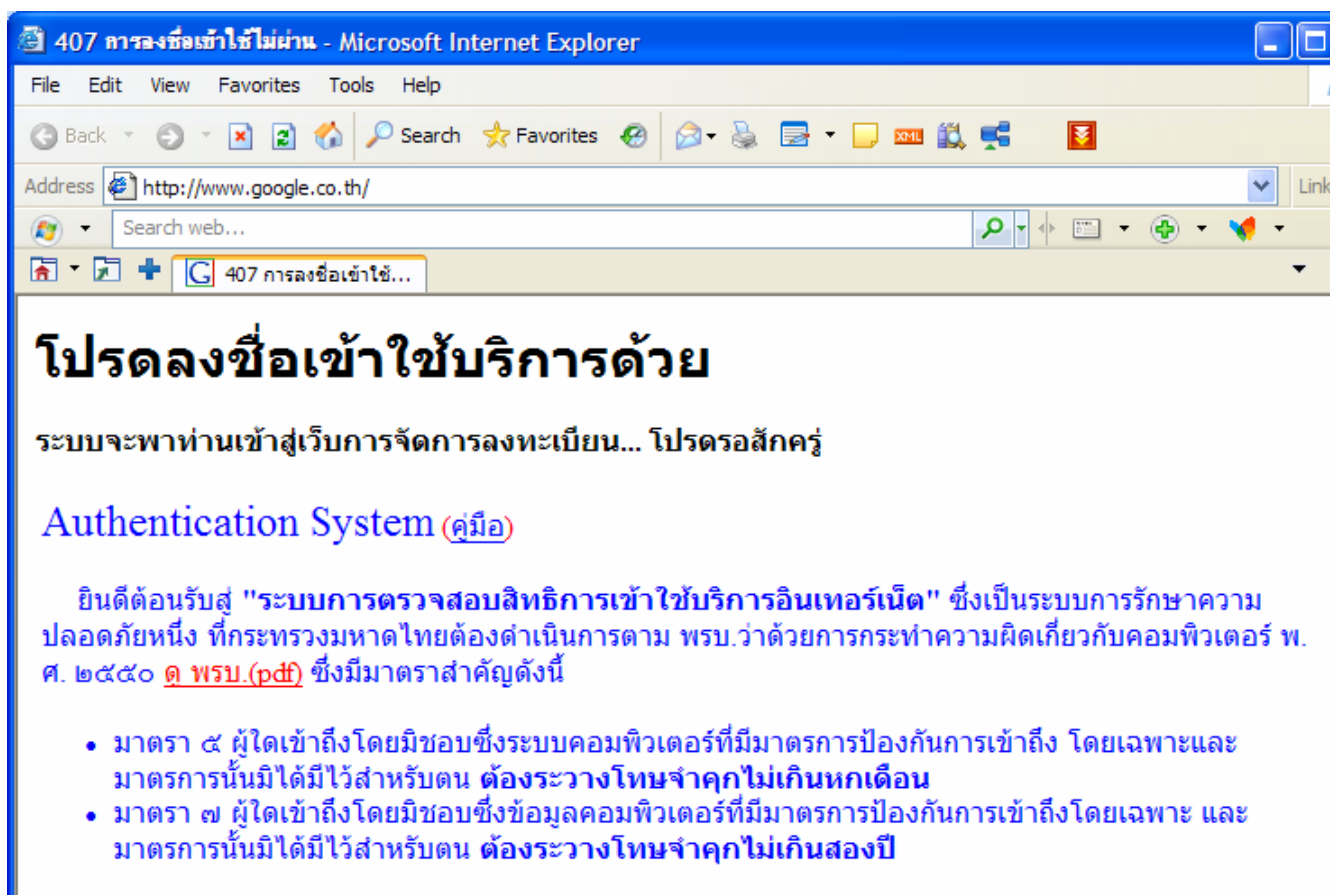 407 การลงชื่อเข้าใช้ไม่ผ่าน - Microsoft Internet Explorer
File Edit View Favorites Tools Help
Back Search Favorites XML
Address http://www.google.co.th/ Link
Search web...
407 การลงชื่อเข้าใช้...
โปรดลงชื่อเข้าใช้บริการด้วย
ระบบจะพาท่านเข้าสู่เว็บการจัดการลงทะเบียน... โปรดรอสักครู่
Authentication System (คู่มือ)
ยินดีต้อนรับสู่ "ระบบการตรวจสอบสิทธิการเข้าใช้บริการอินเทอร์เน็ต" ซึ่งเป็นระบบการรักษาความ
ปลอดภัยหนึ่ง ที่กระทรวงมหาดไทยต้องดำเนินการตาม พรบ.ว่าด้วยการกระทำความผิดเกี่ยวกับคอมพิวเตอร์ พ.
ศ. ๒๕๕๐ ดู พรบ.(pdf) ซึ่งมีมาตราสำคัญดังนี้
• มาตรา ๕ ผู้ใดเข้าถึงโดยมิชอบซึ่งระบบคอมพิวเตอร์ที่มีมาตรการป้องกันการเข้าถึง โดยเฉพาะและ
มาตรการนั้นมิได้มีไว้สำหรับตน ต้องระวางโทษจำคุกไม่เกินหกเดือน
• มาตรา ๗ ผู้ใดเข้าถึงโดยมิชอบซึ่งข้อมูลคอมพิวเตอร์ที่มีมาตรการป้องกันการเข้าถึงโดยเฉพาะ และ
มาตรการนั้นมิได้มีไว้สำหรับตน ต้องระวางโทษจำคุกไม่เกินสองปี